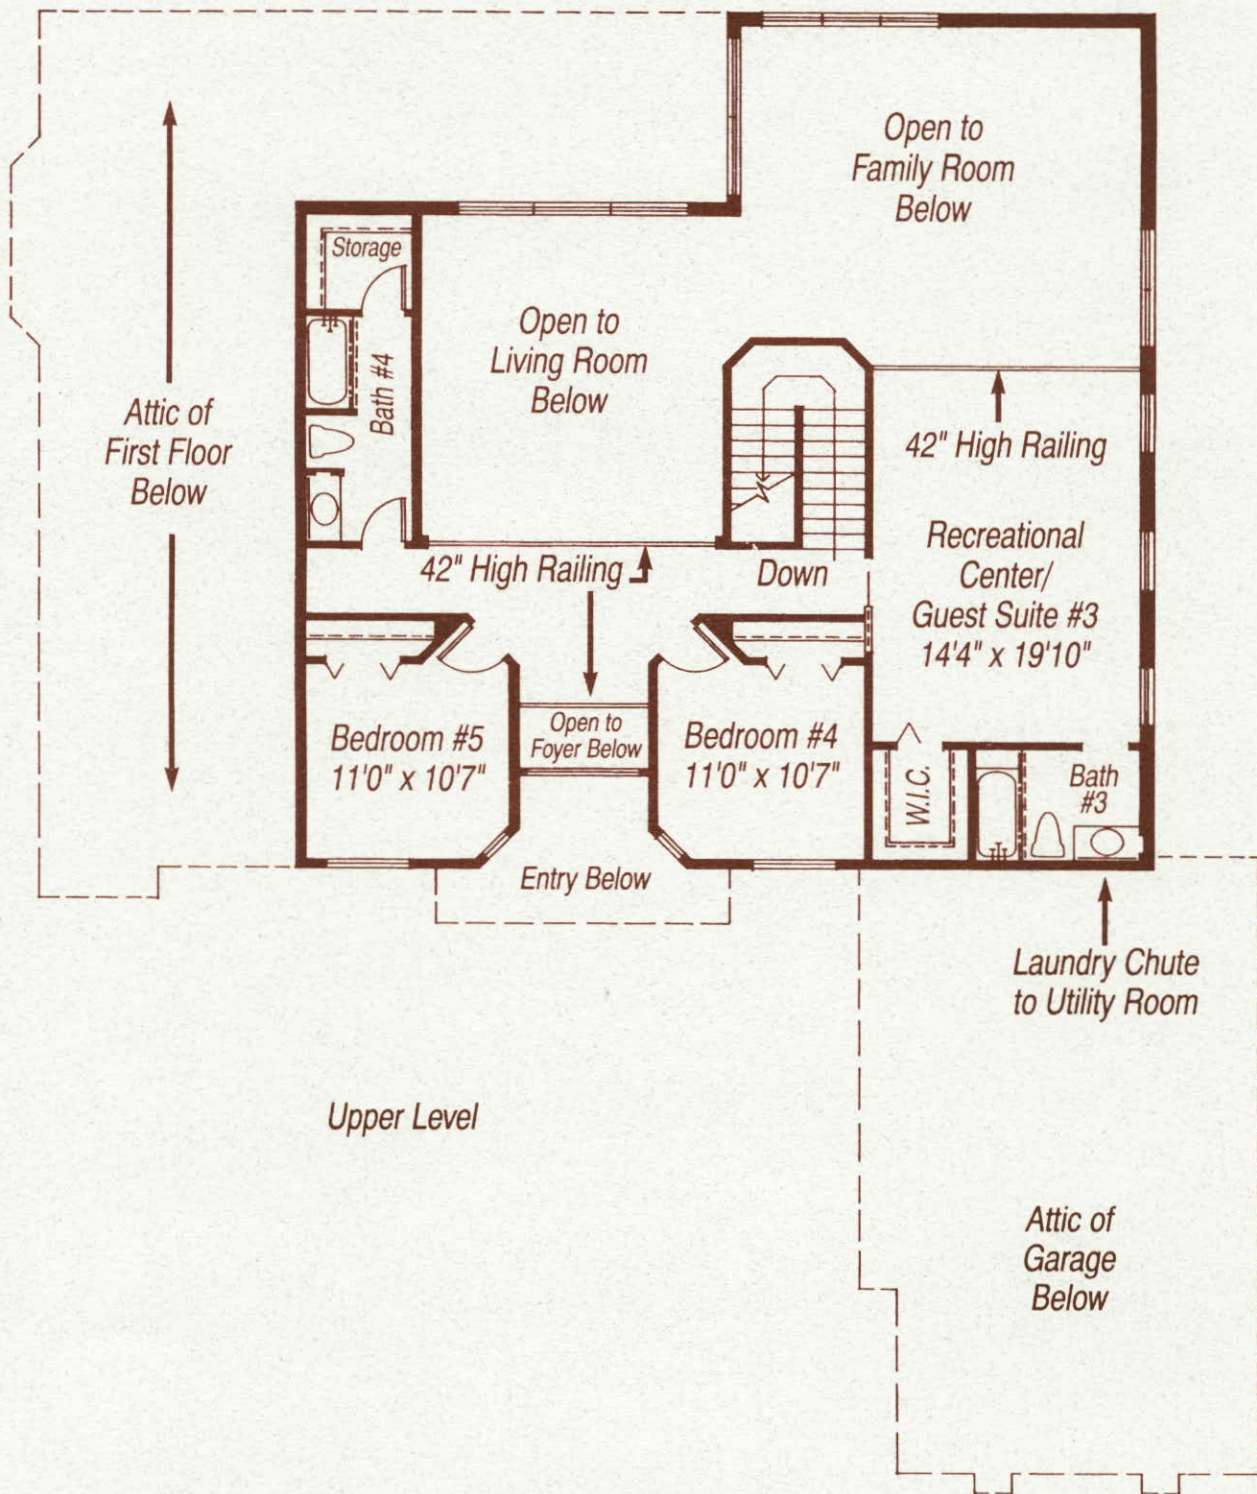 Open to
Family Room
Below
Storage
Open to
Living Room
Below
Bath #4
Attic of
First Floor
Below
42" High Railing
Recreational
Center/
Guest Suite #3
14'4" x 19'10"
42" High Railing
Down
Bedroom #5
11'0" x 10'7"
Open to
Foyer Below
Bedroom #4
11'0" x 10'7"
W.I.C.
Bath
#3
Entry Below
Laundry Chute
to Utility Room
Upper Level
Attic of
Garage
Below